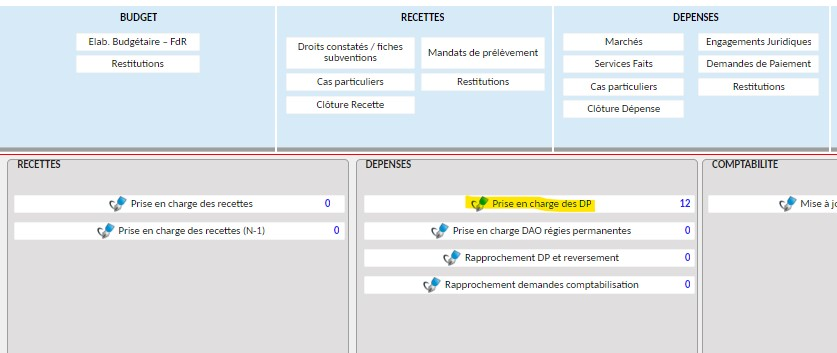 BUDGET
Elab. Budgétaire – FdR
Restitutions
RECETTES
Droits constatés / fiches
subventions
Mandats de prélèvement
Cas particuliers
Restitutions
Clôture Recette
DEPENSES
Marchés
Engagements Juridiques
Services Faits
Demandes de Paiement
Cas particuliers
Restitutions
Clôture Dépense
RECETTES
Prise en charge des recettes 0
Prise en charge des recettes (N-1) 0
DEPENSES
Prise en charge des DP 12
Prise en charge DAO régies permanentes 0
Rapprochement DP et reversement 0
Rapprochement demandes comptabilisation 0
COMPTABILITE
Mise à jo